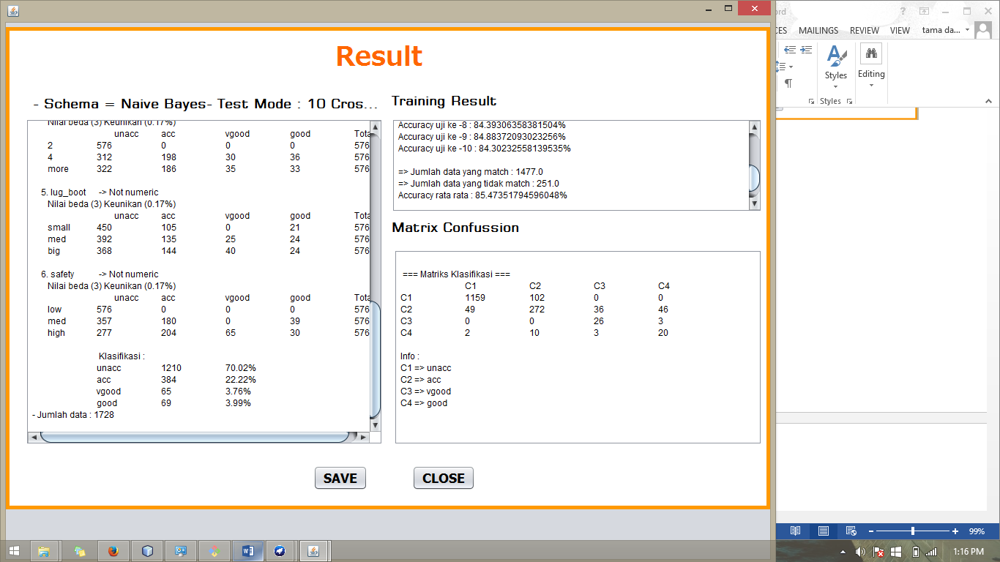 Result
- Schema = Naive Bayes- Test Mode : 10 Cros...
Nilai beda (3) Keunikan (0.17%)
unacc acc vgood good Tota
2 576 0 0 0 576
4 312 198 30 36 576
more 322 186 35 33 576
5. lug_boot -> Not numeric
Nilai beda (3) Keunikan (0.17%)
unacc acc vgood good Tota
small 450 105 0 21 576
med 392 135 25 24 576
big 368 144 40 24 576
6. safety -> Not numeric
Nilai beda (3) Keunikan (0.17%)
unacc acc vgood good Tota
low 576 0 0 0 576
med 357 180 0 39 576
high 277 204 65 30 576
Klasifikasi :
unacc 1210 70.02%
acc 384 22.22%
vgood 65 3.76%
good 69 3.99%
- Jumlah data : 1728
Training Result
Accuracy uji ke -8 : 84.39306358381504%
Accuracy uji ke -9 : 84.88372093023256%
Accuracy uji ke -10 : 84.30232558139535%
=> Jumlah data yang match : 1477.0
=> Jumlah data yang tidak match : 251.0
Accuracy rata rata : 85.47351794596048%
Matrix Confussion
=== Matriks Klasifikasi ===
C1 C2 C3 C4
C1 1159 102 0 0
C2 49 272 36 46
C3 0 0 26 3
C4 2 10 3 20
Info :
C1 => unacc
C2 => acc
C3 => vgood
C4 => good
SAVE CLOSE
ord
CES MAILINGS REVIEW VIEW tama da...
Styles
Editing
Styles
99%
1:16 PM